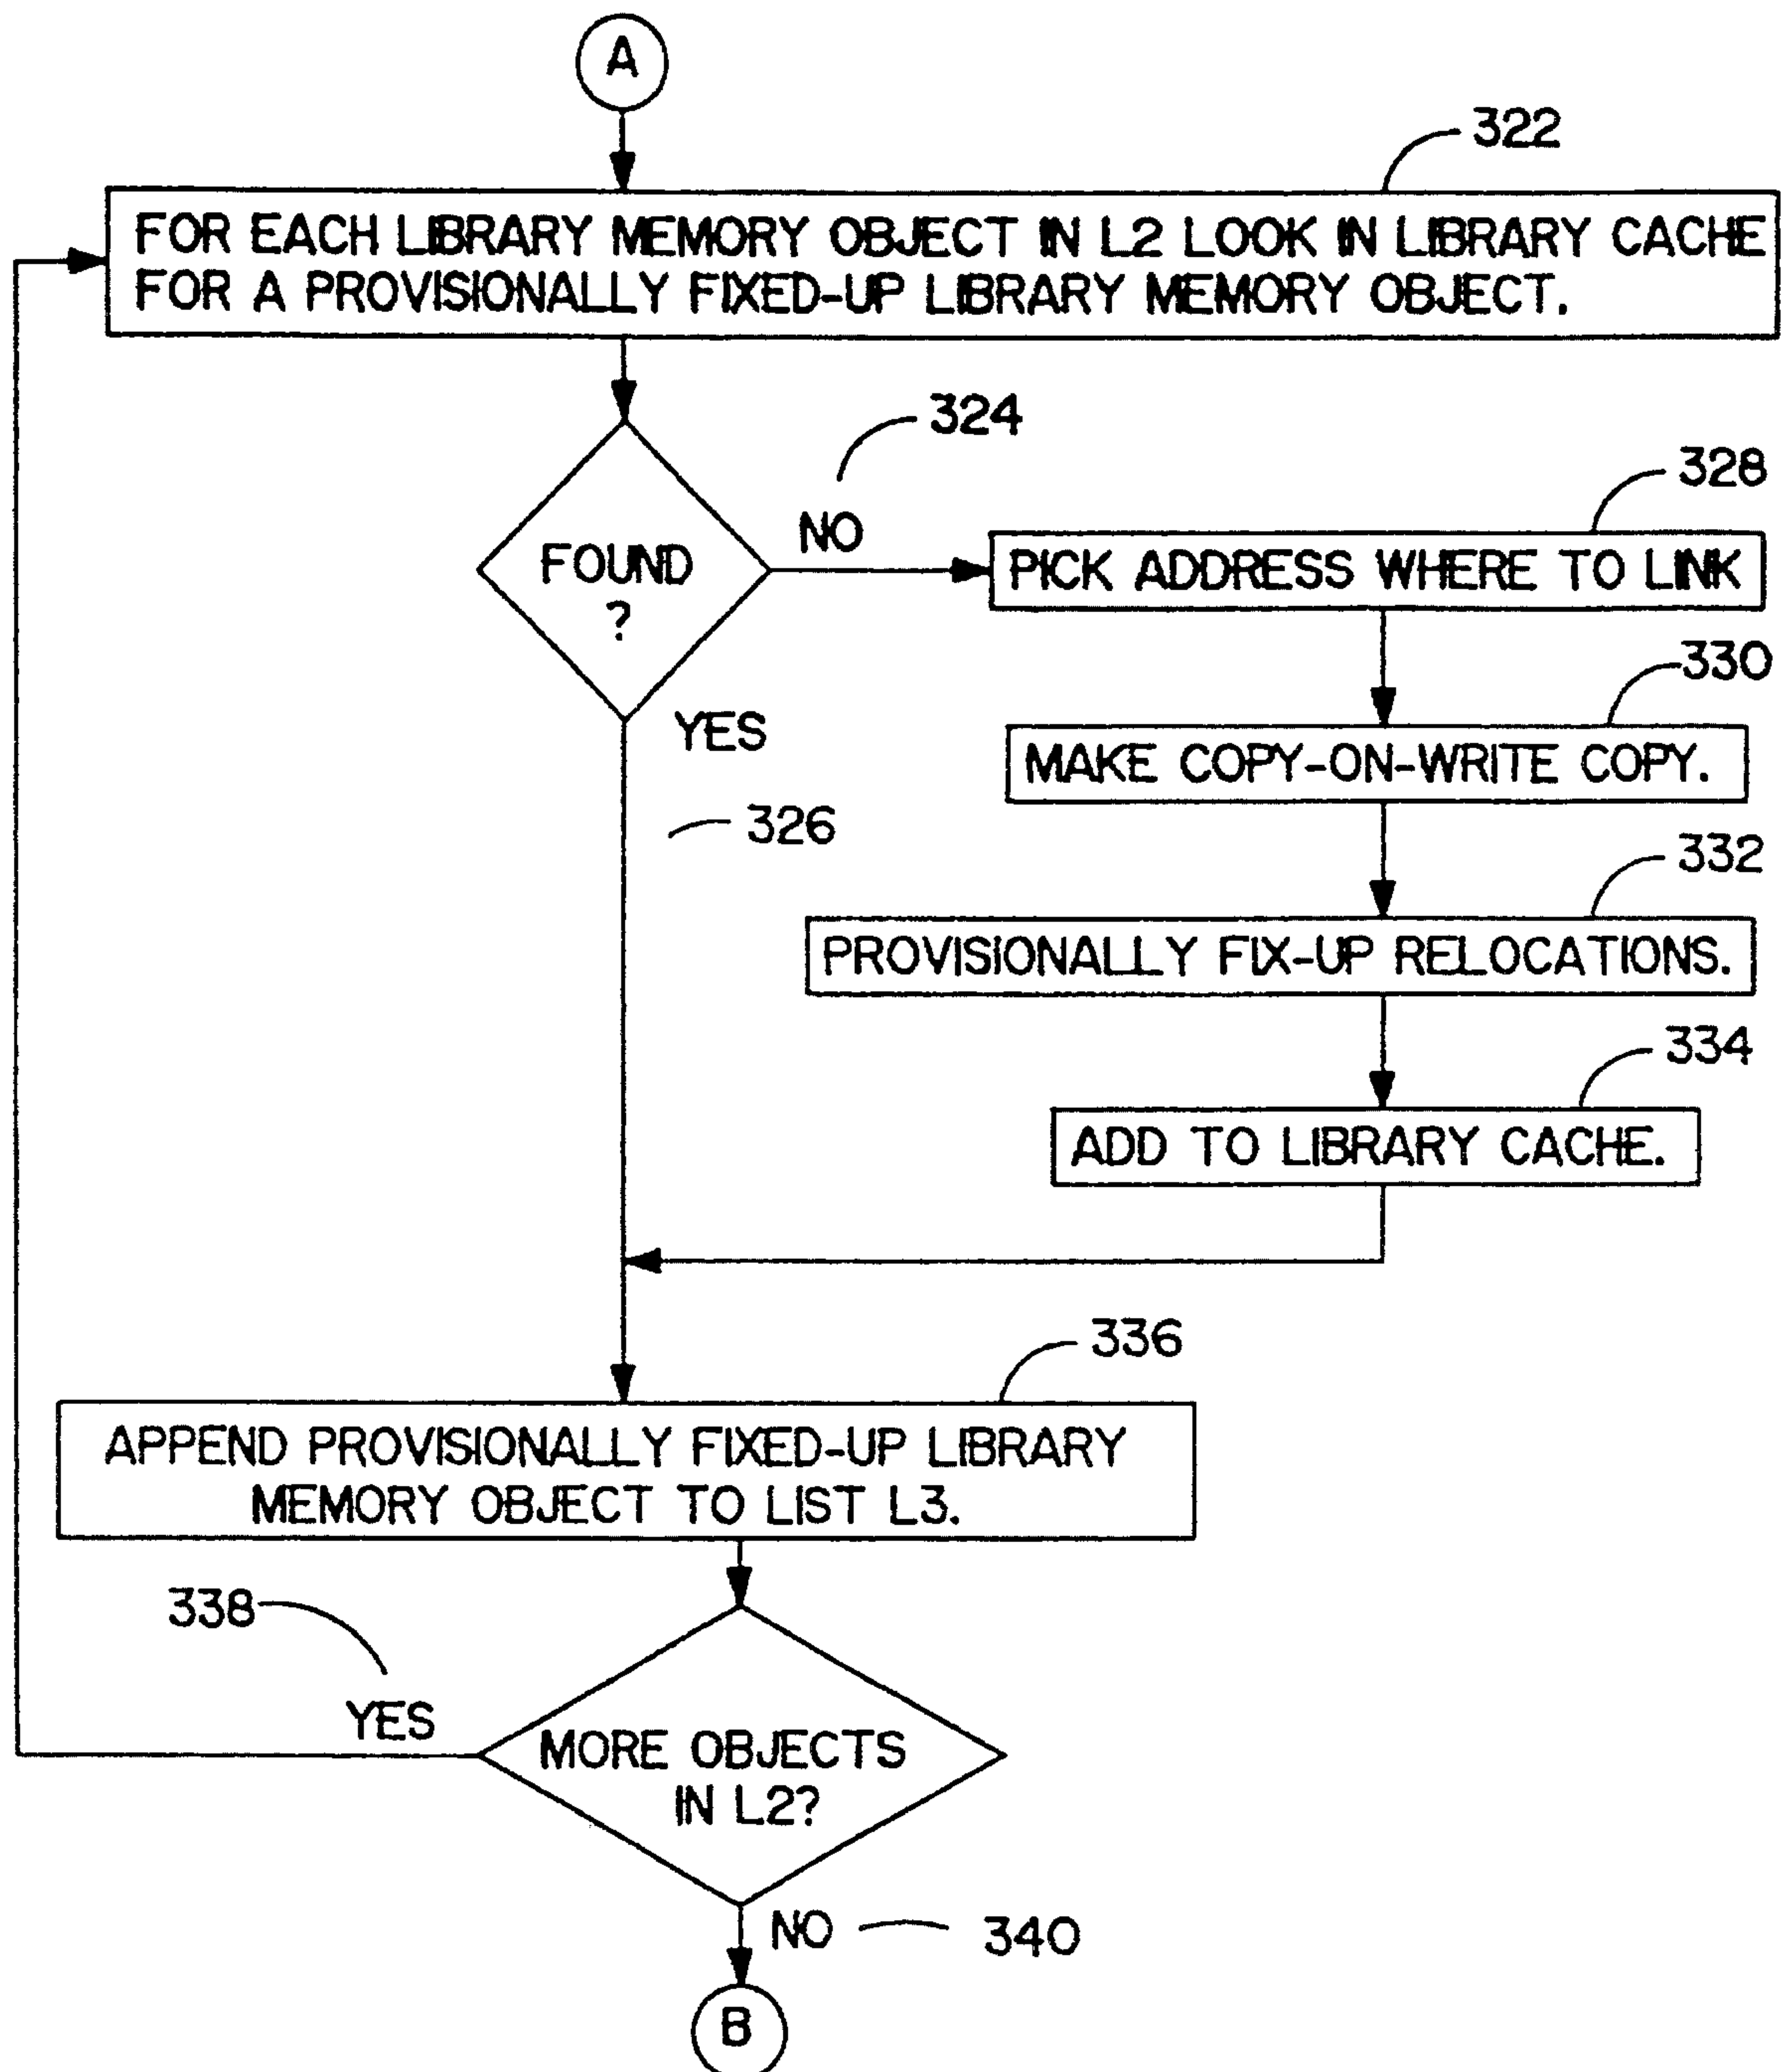 A
322
FOR EACH LIBRARY MEMORY OBJECT IN L2 LOOK IN LIBRARY CACHE
FOR A PROVISIONALLY FIXED-UP LIBRARY MEMORY OBJECT.
324
FOUND
?
NO
328
PICK ADDRESS WHERE TO LINK
330
MAKE COPY-ON-WRITE COPY.
YES
326
332
PROVISIONALLY FIX-UP RELOCATIONS.
334
ADD TO LIBRARY CACHE.
336
APPEND PROVISIONALLY FIXED-UP LIBRARY
MEMORY OBJECT TO LIST L3.
338
YES
MORE OBJECTS
IN L2?
NO
340
B